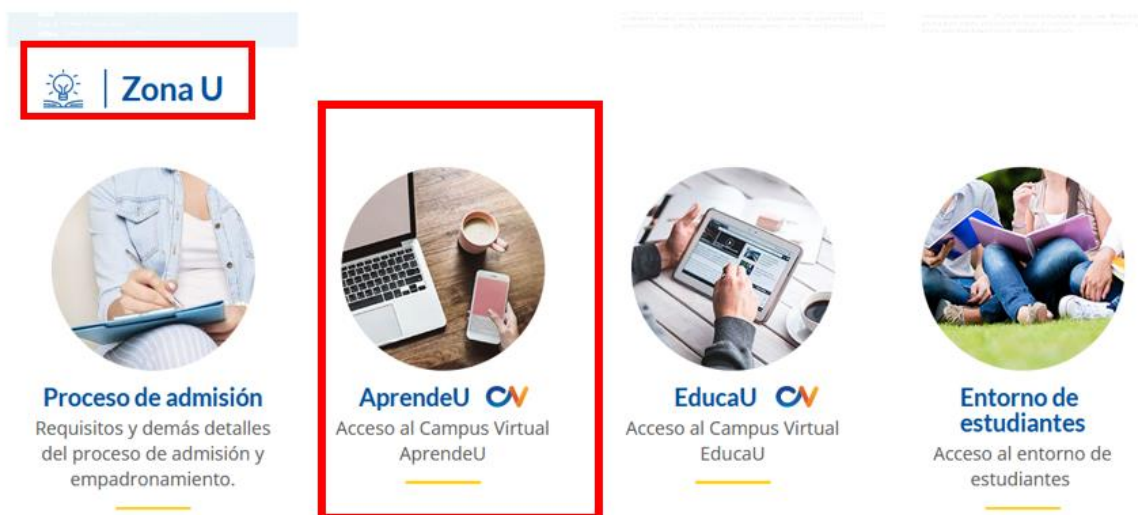 Zona U
Proceso de admisión
Requisitos y demás detalles
del proceso de admisión y
empadronamiento.
AprendeU
Acceso al Campus Virtual
AprendeU
EducaU
Acceso al Campus Virtual
EducaU
Entorno de
estudiantes
Acceso al entorno de
estudiantes